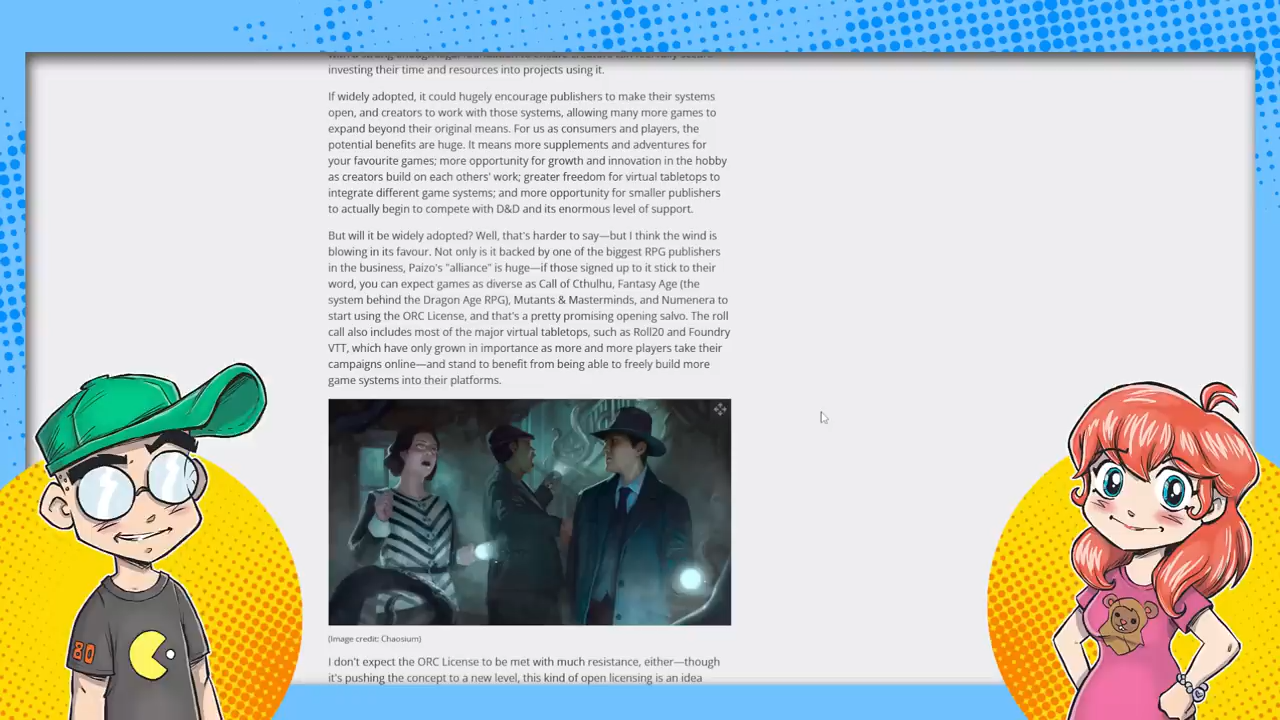 investing their time and resources into projects using it.
If widely adopted, it could hugely encourage publishers to make their systems
open, and creators to work with those systems, allowing many more games to
expand beyond their original means. For us as consumers and players, the
potential benefits are huge. It means more supplements and adventures for
your favourite games; more opportunity for growth and innovation in the hobby
as creators build on each others' work; greater freedom for virtual tabletops to
integrate different game systems; and more opportunity for smaller publishers
to actually begin to compete with D&D and its enormous level of support.
But will it be widely adopted? Well, that's harder to say—but I think the wind is
blowing in its favour. Not only is it backed by one of the biggest RPG publishers
in the business, Paizo's "alliance" is huge—if those signed up to it stick to their
word, you can expect games as diverse as Call of Cthulhu, Fantasy Age (the
system behind the Dragon Age RPG), Mutants & Masterminds, and Numenera to
start using the ORC License, and that's a pretty promising opening salvo. The roll
call also includes most of the major virtual tabletops, such as Roll20 and Foundry
VTT, which have only grown in importance as more and more players take their
campaigns online—and stand to benefit from being able to freely build more
game systems into their platforms.
(Image credit: Chaosium)
I don't expect the ORC License to be met with much resistance, either—though
it's pushing the concept to a new level, this kind of open licensing is an idea
80